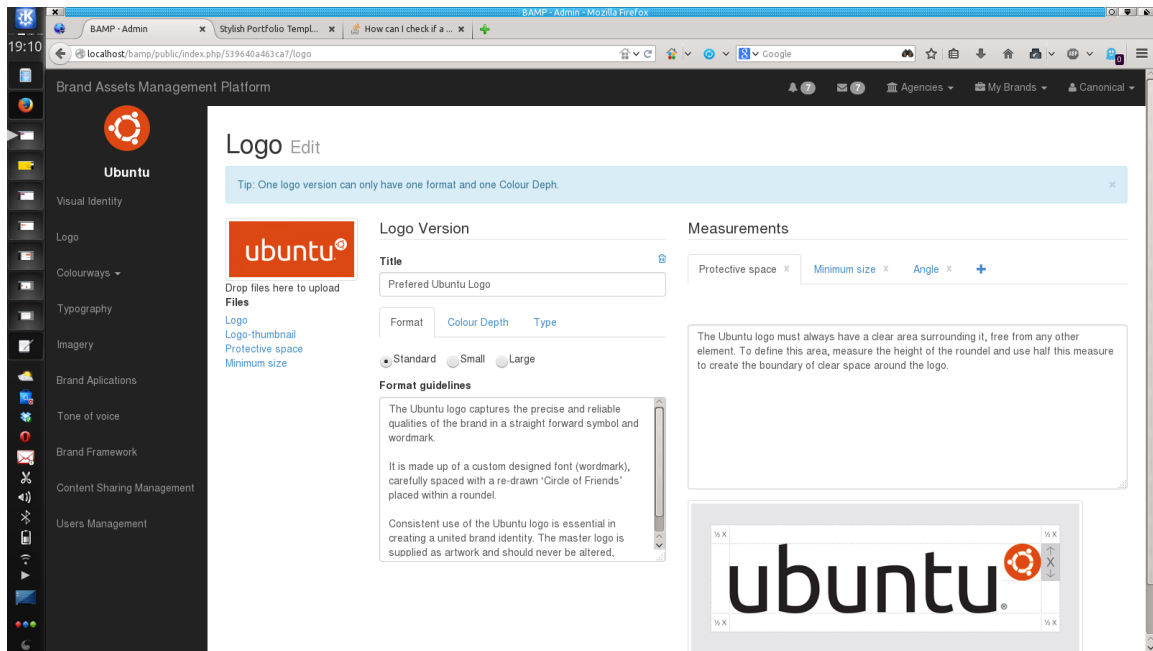 BAMP - Admin - Mozilla Firefox
BAMP - Admin
Stylish Portfolio Templ...
How can I check if a ...
19:10
localhost/bamp/public/index.php/539640a463ca7/logo
Google
0
Brand Assets Management Platform
7
7
Agencies
My Brands
Canonical
Ubuntu
Visual Identity
Logo
Colourways
Typography
Imagery
Brand Aplications
Tone of voice
Brand Framework
Content Sharing Management
Users Management
Logo Edit
Tip: One logo version can only have one format and one Colour Deph.
ubuntu
Drop files here to upload
Files
Logo
Logo-thumbnail
Protective space
Minimum size
Logo Version
Title
Prefered Ubuntu Logo
Format Colour Depth Type
Standard Small Large
Format guidelines
The Ubuntu logo captures the precise and reliable
qualities of the brand in a straight forward symbol and
wordmark.
It is made up of a custom designed font (wordmark),
carefully spaced with a re-drawn ‘Circle of Friends’
placed within a roundel.
Consistent use of the Ubuntu logo is essential in
creating a united brand identity. The master logo is
supplied as artwork and should never be altered,
Measurements
Protective space x Minimum size x Angle x
The Ubuntu logo must always have a clear area surrounding it, free from any other
element. To define this area, measure the height of the roundel and use half this measure
to create the boundary of clear space around the logo.
½ X ½ X
ubuntu®
X
½ X ½ X